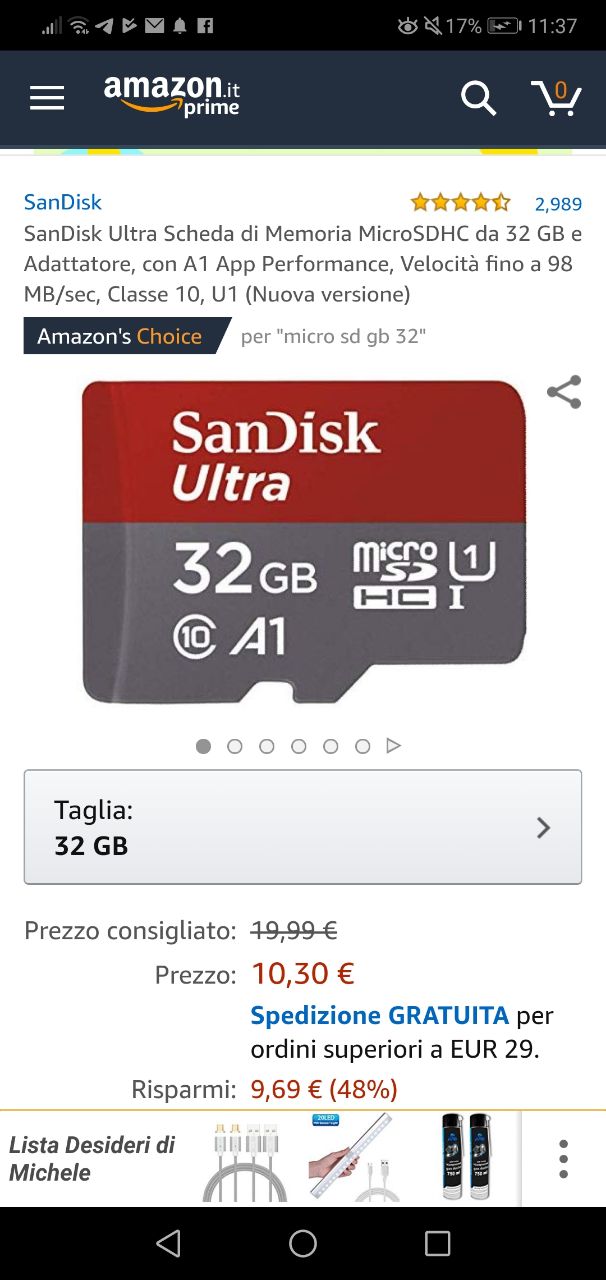 17% 11:37
amazon.it
prime
0
SanDisk 2,989
SanDisk Ultra Scheda di Memoria MicroSDHC da 32 GB e
Adattatore, con A1 App Performance, Velocità fino a 98
MB/sec, Classe 10, U1 (Nuova versione)
Amazon's Choice per "micro sd gb 32"
SanDisk
Ultra
32GB micro SD HC I U1
10 A1
Taglia:
32 GB
Prezzo consigliato: 19,99 €
Prezzo: 10,30 €
Spedizione GRATUITA per
ordini superiori a EUR 29.
Risparmi: 9,69 € (48%)
Lista Desideri di
Michele
20LED